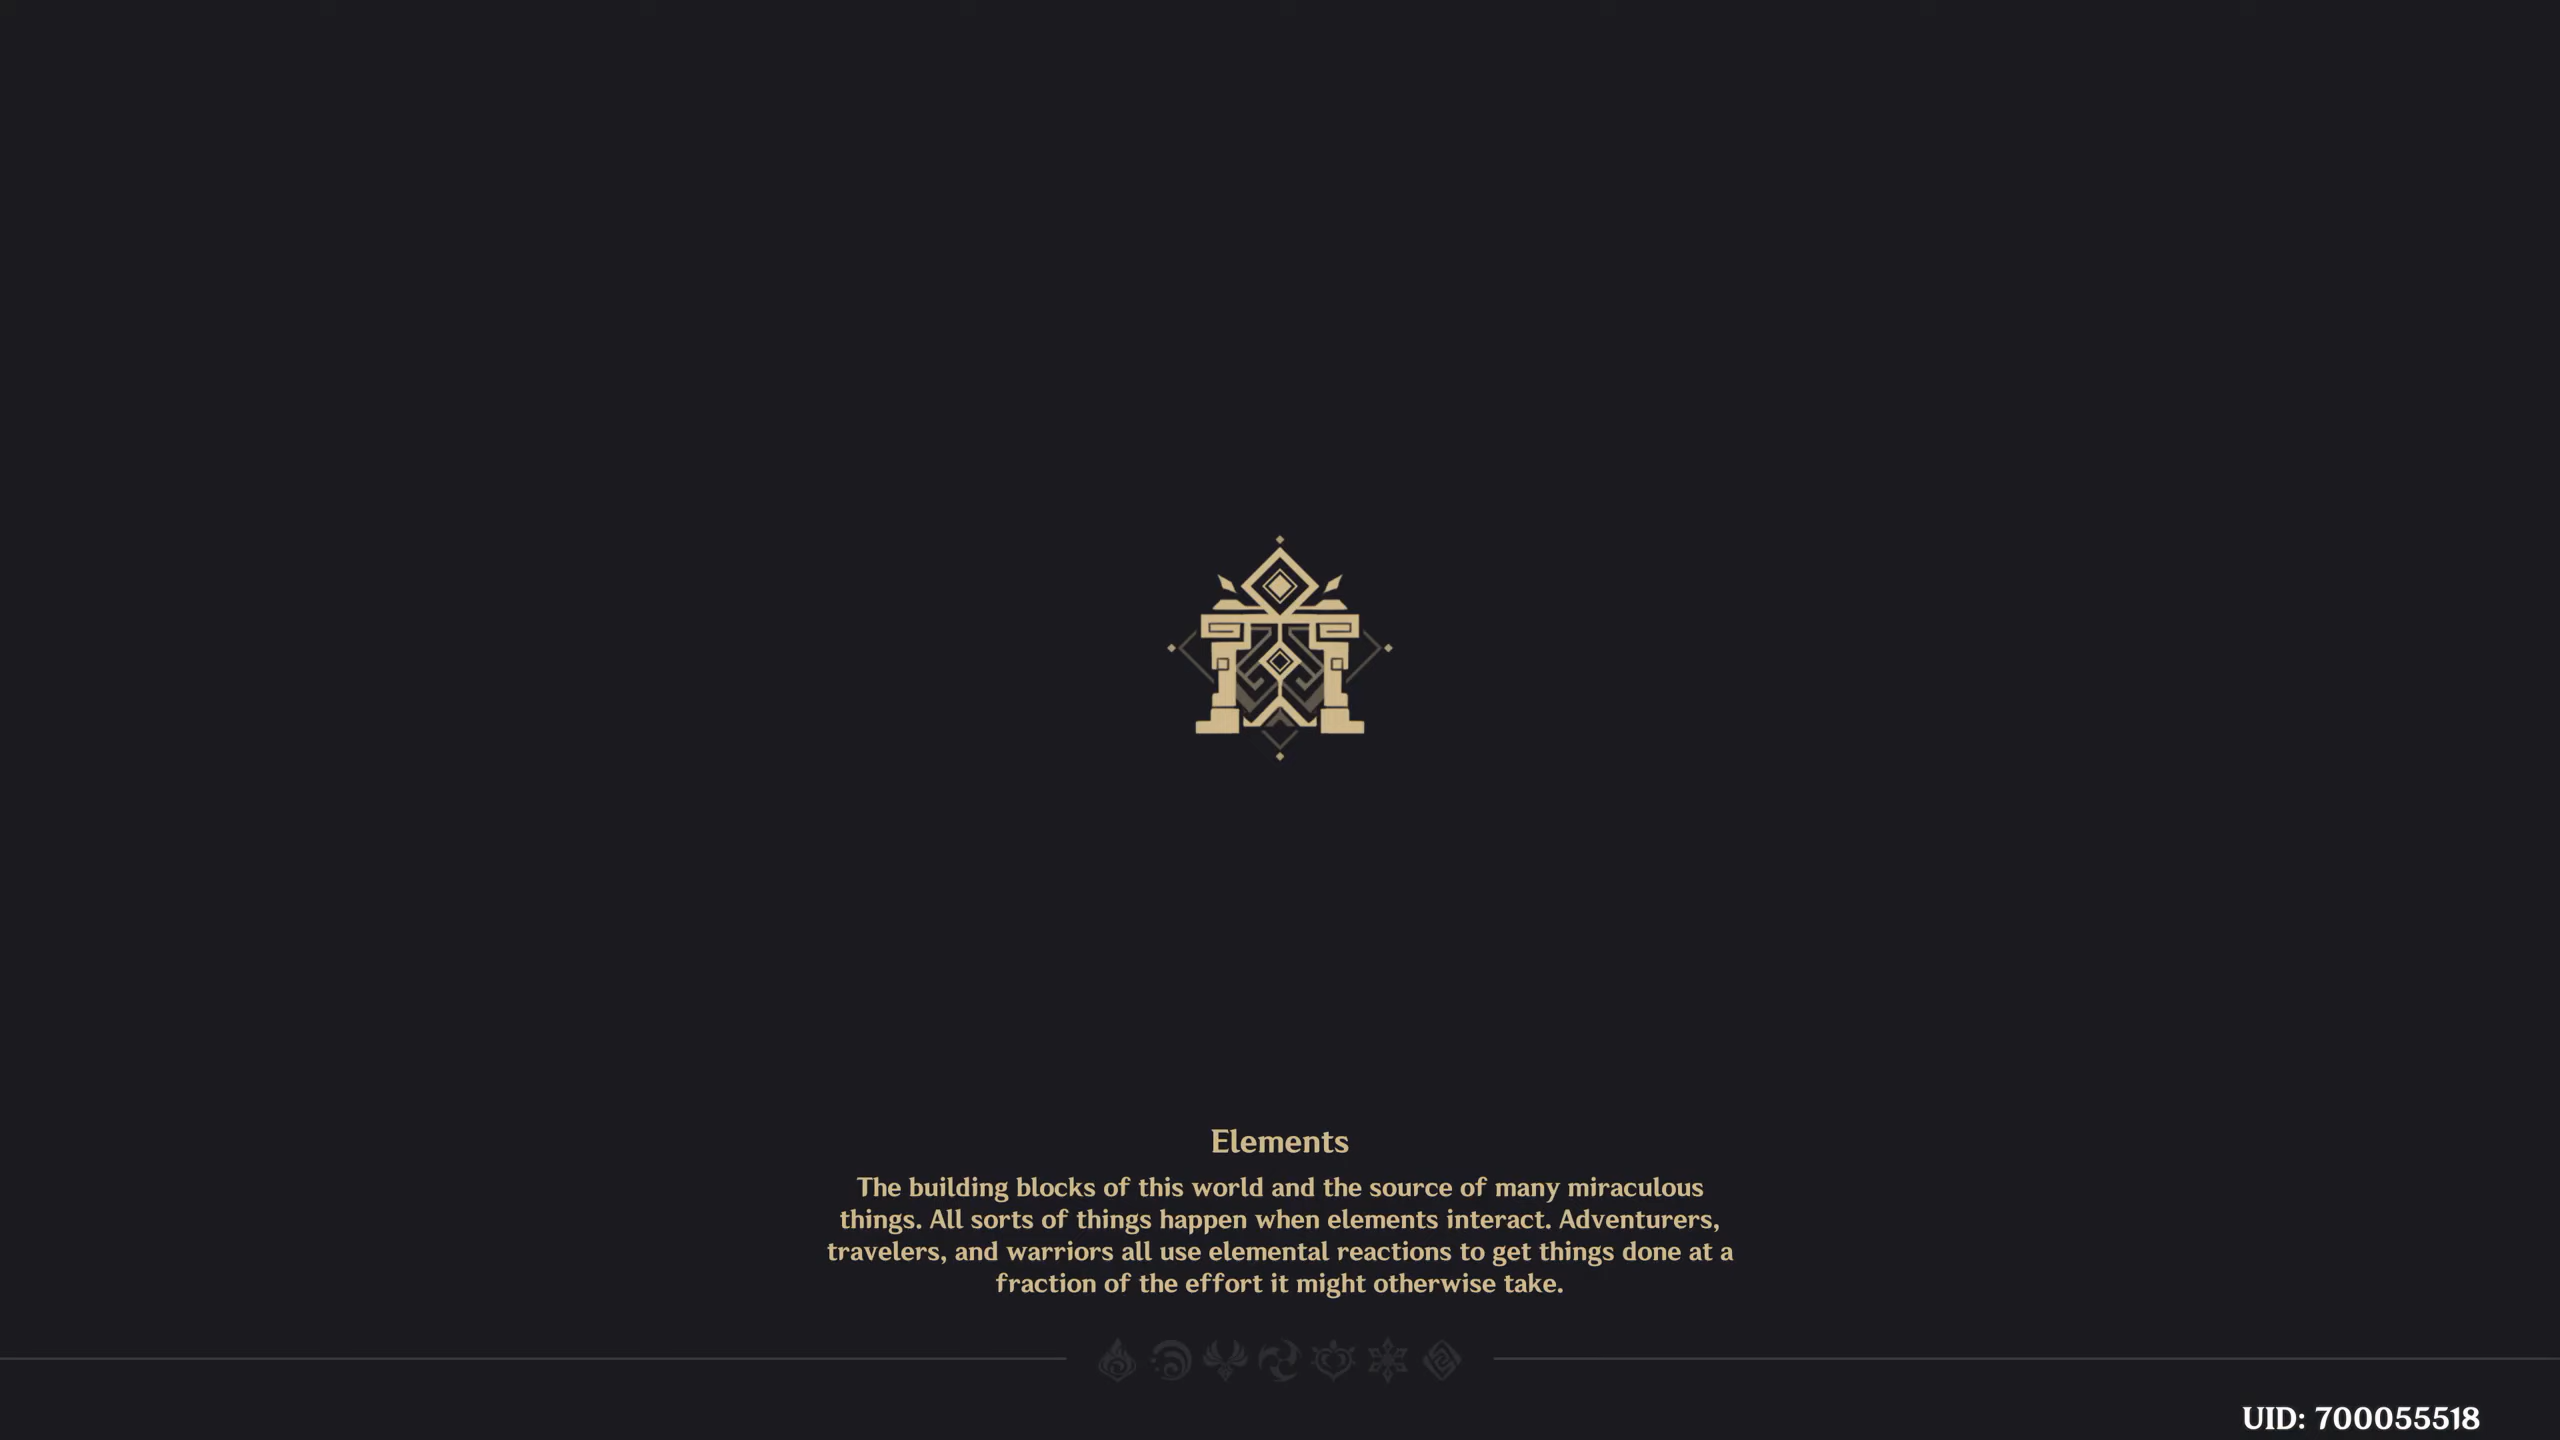 Elements
The building blocks of this world and the source of many miraculous
things. All sorts of things happen when elements interact. Adventurers,
travelers, and warriors all use elemental reactions to get things done at a
fraction of the effort it might otherwise take.
UID: 700055518